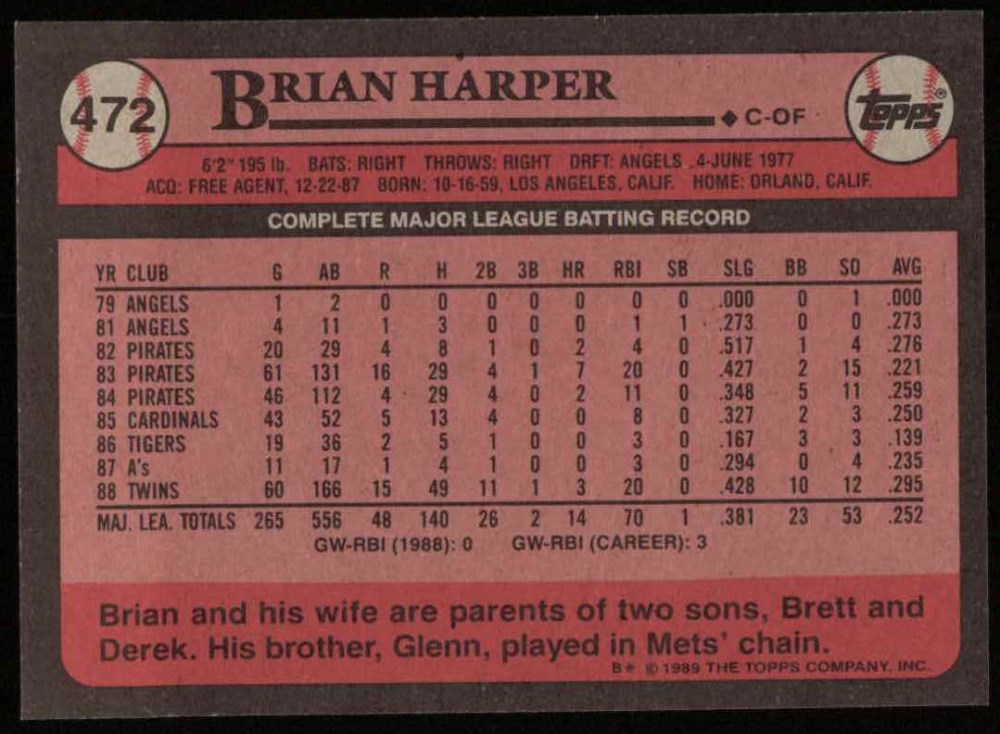 472
BRIAN HARPER
C-OF
TOPPS®
6'2" 195 lb. BATS: RIGHT THROWS: RIGHT DRFT: ANGELS 4-JUNE 1977
ACQ: FREE AGENT, 12-22-87 BORN: 10-16-59, LOS ANGELES, CALIF. HOME: ORLAND, CALIF.
COMPLETE MAJOR LEAGUE BATTING RECORD
YR CLUB G AB R H 2B 3B HR RBI SB SLG BB SO AVG
79 ANGELS 1 2 0 0 0 0 0 0 0 .000 0 1 .000
81 ANGELS 4 11 1 3 0 0 0 1 1 .273 0 0 .273
82 PIRATES 20 29 4 8 1 0 2 4 0 .517 1 4 .276
83 PIRATES 61 131 16 29 4 1 7 20 0 .427 2 15 .221
84 PIRATES 46 112 4 29 4 0 2 11 0 .348 5 11 .259
85 CARDINALS 43 52 5 13 4 0 0 8 0 .327 2 3 .250
86 TIGERS 19 36 2 5 1 0 0 3 0 .167 3 3 .139
87 A's 11 17 1 4 1 0 0 3 0 .294 0 4 .235
88 TWINS 60 166 15 49 11 1 3 20 0 .428 10 12 .295
MAJ. LEA. TOTALS 265 556 48 140 26 2 14 70 1 .381 23 53 .252
GW-RBI (1988): 0 GW-RBI (CAREER): 3
Brian and his wife are parents of two sons, Brett and
Derek. His brother, Glenn, played in Mets' chain.
B* © 1989 THE TOPPS COMPANY, INC.